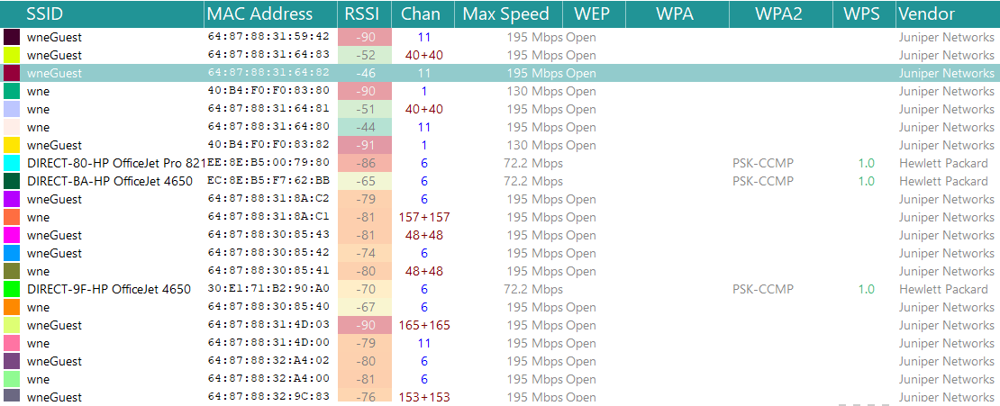 SSID MAC Address RSSI Chan Max Speed WEP WPA WPA2 WPS Vendor
wneGuest 64:87:88:31:59:42 -90 11 195 Mbps Open Juniper Networks
wneGuest 64:87:88:31:64:83 -52 40+40 195 Mbps Open Juniper Networks
wneGuest 64:87:88:31:64:82 -46 11 195 Mbps Open Juniper Networks
wne 40:B4:F0:F0:83:80 -90 1 130 Mbps Open Juniper Networks
wne 64:87:88:31:64:81 -51 40+40 195 Mbps Open Juniper Networks
wne 64:87:88:31:64:80 -44 11 195 Mbps Open Juniper Networks
wneGuest 40:B4:F0:F0:83:82 -91 1 130 Mbps Open Juniper Networks
DIRECT-80-HP OfficeJet Pro 821 EE:8E:B5:00:79:80 -86 6 72.2 Mbps PSK-CCMP 1.0 Hewlett Packard
DIRECT-BA-HP OfficeJet 4650 EC:8E:B5:F7:62:BB -65 6 72.2 Mbps PSK-CCMP 1.0 Hewlett Packard
wneGuest 64:87:88:31:8A:C2 -79 6 195 Mbps Open Juniper Networks
wne 64:87:88:31:8A:C1 -81 157+157 195 Mbps Open Juniper Networks
wneGuest 64:87:88:30:85:43 -81 48+48 195 Mbps Open Juniper Networks
wneGuest 64:87:88:30:85:42 -74 6 195 Mbps Open Juniper Networks
wne 64:87:88:30:85:41 -80 48+48 195 Mbps Open Juniper Networks
DIRECT-9F-HP OfficeJet 4650 30:E1:71:B2:90:A0 -70 6 72.2 Mbps PSK-CCMP 1.0 Hewlett Packard
wne 64:87:88:30:85:40 -67 6 195 Mbps Open Juniper Networks
wneGuest 64:87:88:31:4D:03 -90 165+165 195 Mbps Open Juniper Networks
wne 64:87:88:31:4D:00 -79 11 195 Mbps Open Juniper Networks
wneGuest 64:87:88:32:A4:02 -80 6 195 Mbps Open Juniper Networks
wne 64:87:88:32:A4:00 -81 6 195 Mbps Open Juniper Networks
wneGuest 64:87:88:32:9C:83 -76 153+153 195 Mbps Open Juniper Networks